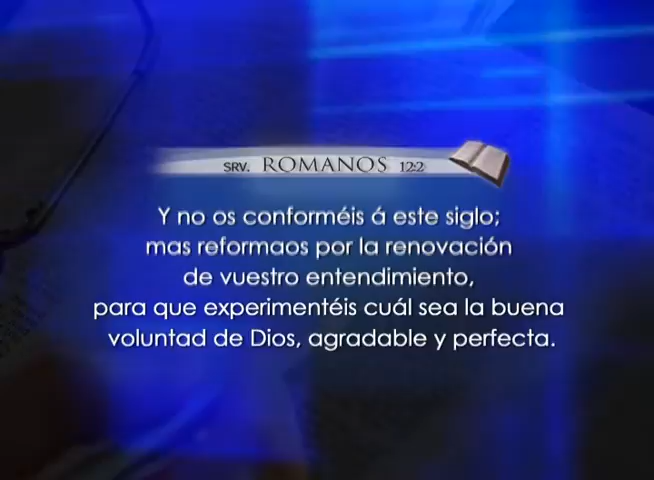 SRV. ROMANOS 12:2
Y no os conforméis á este siglo;
mas reformaos por la renovación
de vuestro entendimiento,
para que experimentéis cuál sea la buena
voluntad de Dios, agradable y perfecta.